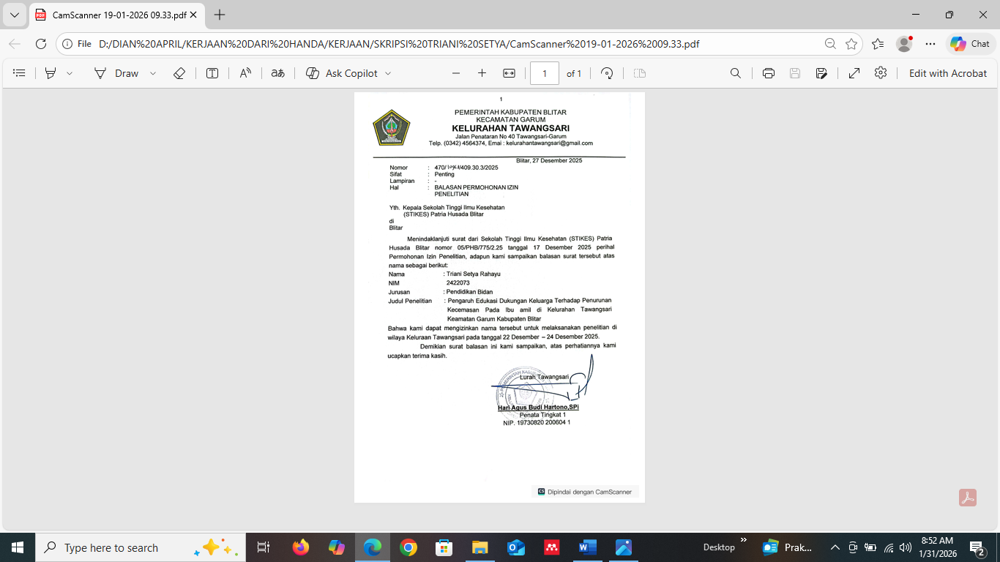 CamScanner 19-01-2026 09.33.pdf
File D:/DIAN%20APRIL/KERJAAN%20DARI%20HANDA/KERJAAN/SKRIPSI%20TRIANI%20SETYA/CamScanner%2019-01-2026%2009.33.pdf
Chat
Draw
Ask Copilot
1 of 1
Edit with Acrobat
1
PEMERINTAH KABUPATEN BLITAR
KECAMATAN GARUM
KELURAHAN TAWANGSARI
Jalan Penataran No 40 Tawangsari-Garum
Telp. (0342) 4564374, Emai : kelurahantawangsari@gmail.com
Blitar, 27 Desember 2025
Nomor : 470/ /409.30.3/2025
Sifat : Penting
Lampiran : -
Hal : BALASAN PERMOHONAN IZIN
PENELITIAN
Yth. Kepala Sekolah Tinggi Ilmu Kesehatan
(STIKES) Patria Husada Blitar
di
Blitar
Menindaklanjuti surat dari Sekolah Tinggi Ilmu Kesehatan (STIKES) Patria
Husada Blitar nomor 05/PHB/775/2.25 tanggal 17 Desember 2025 perihal
Permohonan Izin Penelitian, adapun kami sampaikan balasan surat tersebut atas
nama sebagai berikut:
Nama : Triani Setya Rahayu
NIM 2422073
Jurusan : Pendidikan Bidan
Judul Penelitian : Pengaruh Edukasi Dukungan Keluarga Terhadap Penurunan
Kecemasan Pada Ibu amil di Kelurahan Tawangsari
Keamatan Garum Kabupaten Blitar
Bahwa kami dapat mengizinkan nama tersebut untuk melaksanakan penelitian di
wilaya Keluraan Tawangsari pada tanggal 22 Desember – 24 Desember 2025.
Demikian surat balasan ini kami sampaikan, atas perhatiannya kami
ucapkan terima kasih.
Lurah Tawangsari
Hari Agus Budi Hartono,SPi
Penata Tingkat 1
NIP. 19730820 200604 1
CS Dipindai dengan CamScanner
Type here to search
Desktop
Prak...
8:52 AM
1/31/2026
2